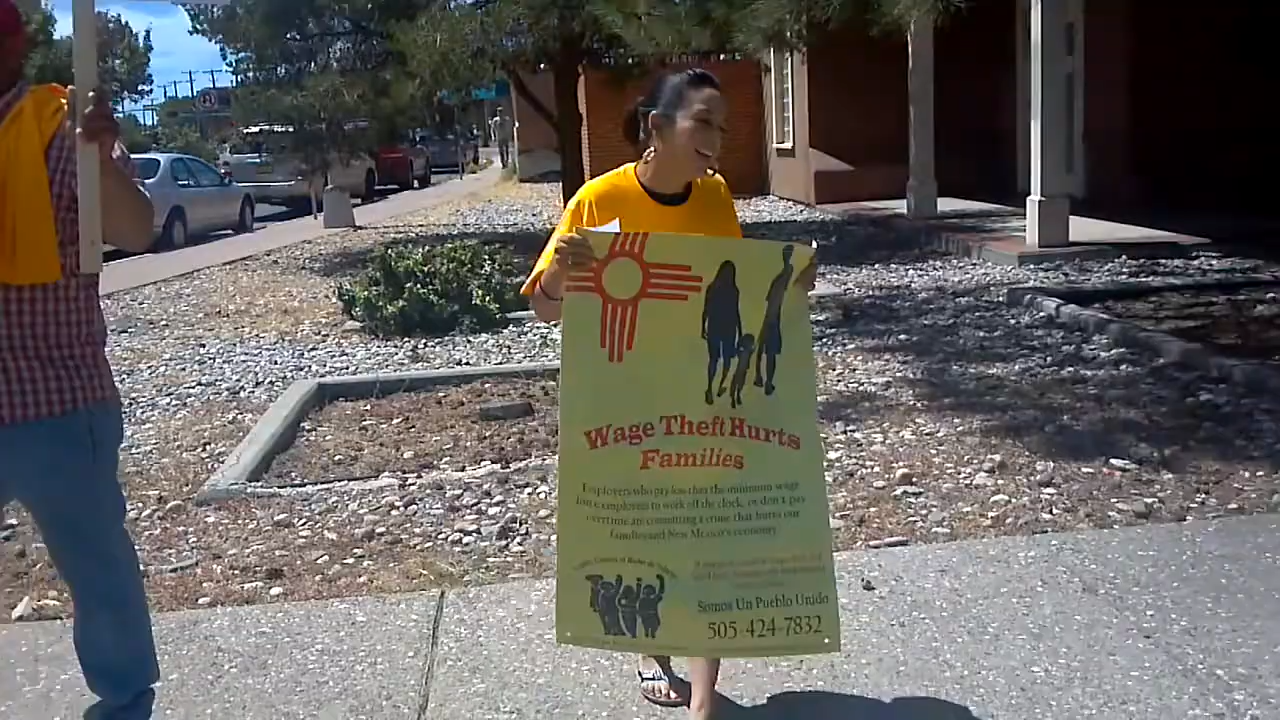 Wage Theft Hurts
Families
Employers who pay less than the minimum wage
force employees to work off the clock, or don't pay
overtime are committing a crime that hurts our
families and New Mexico's economy
Somos Un Pueblo Unido
505-424-7832